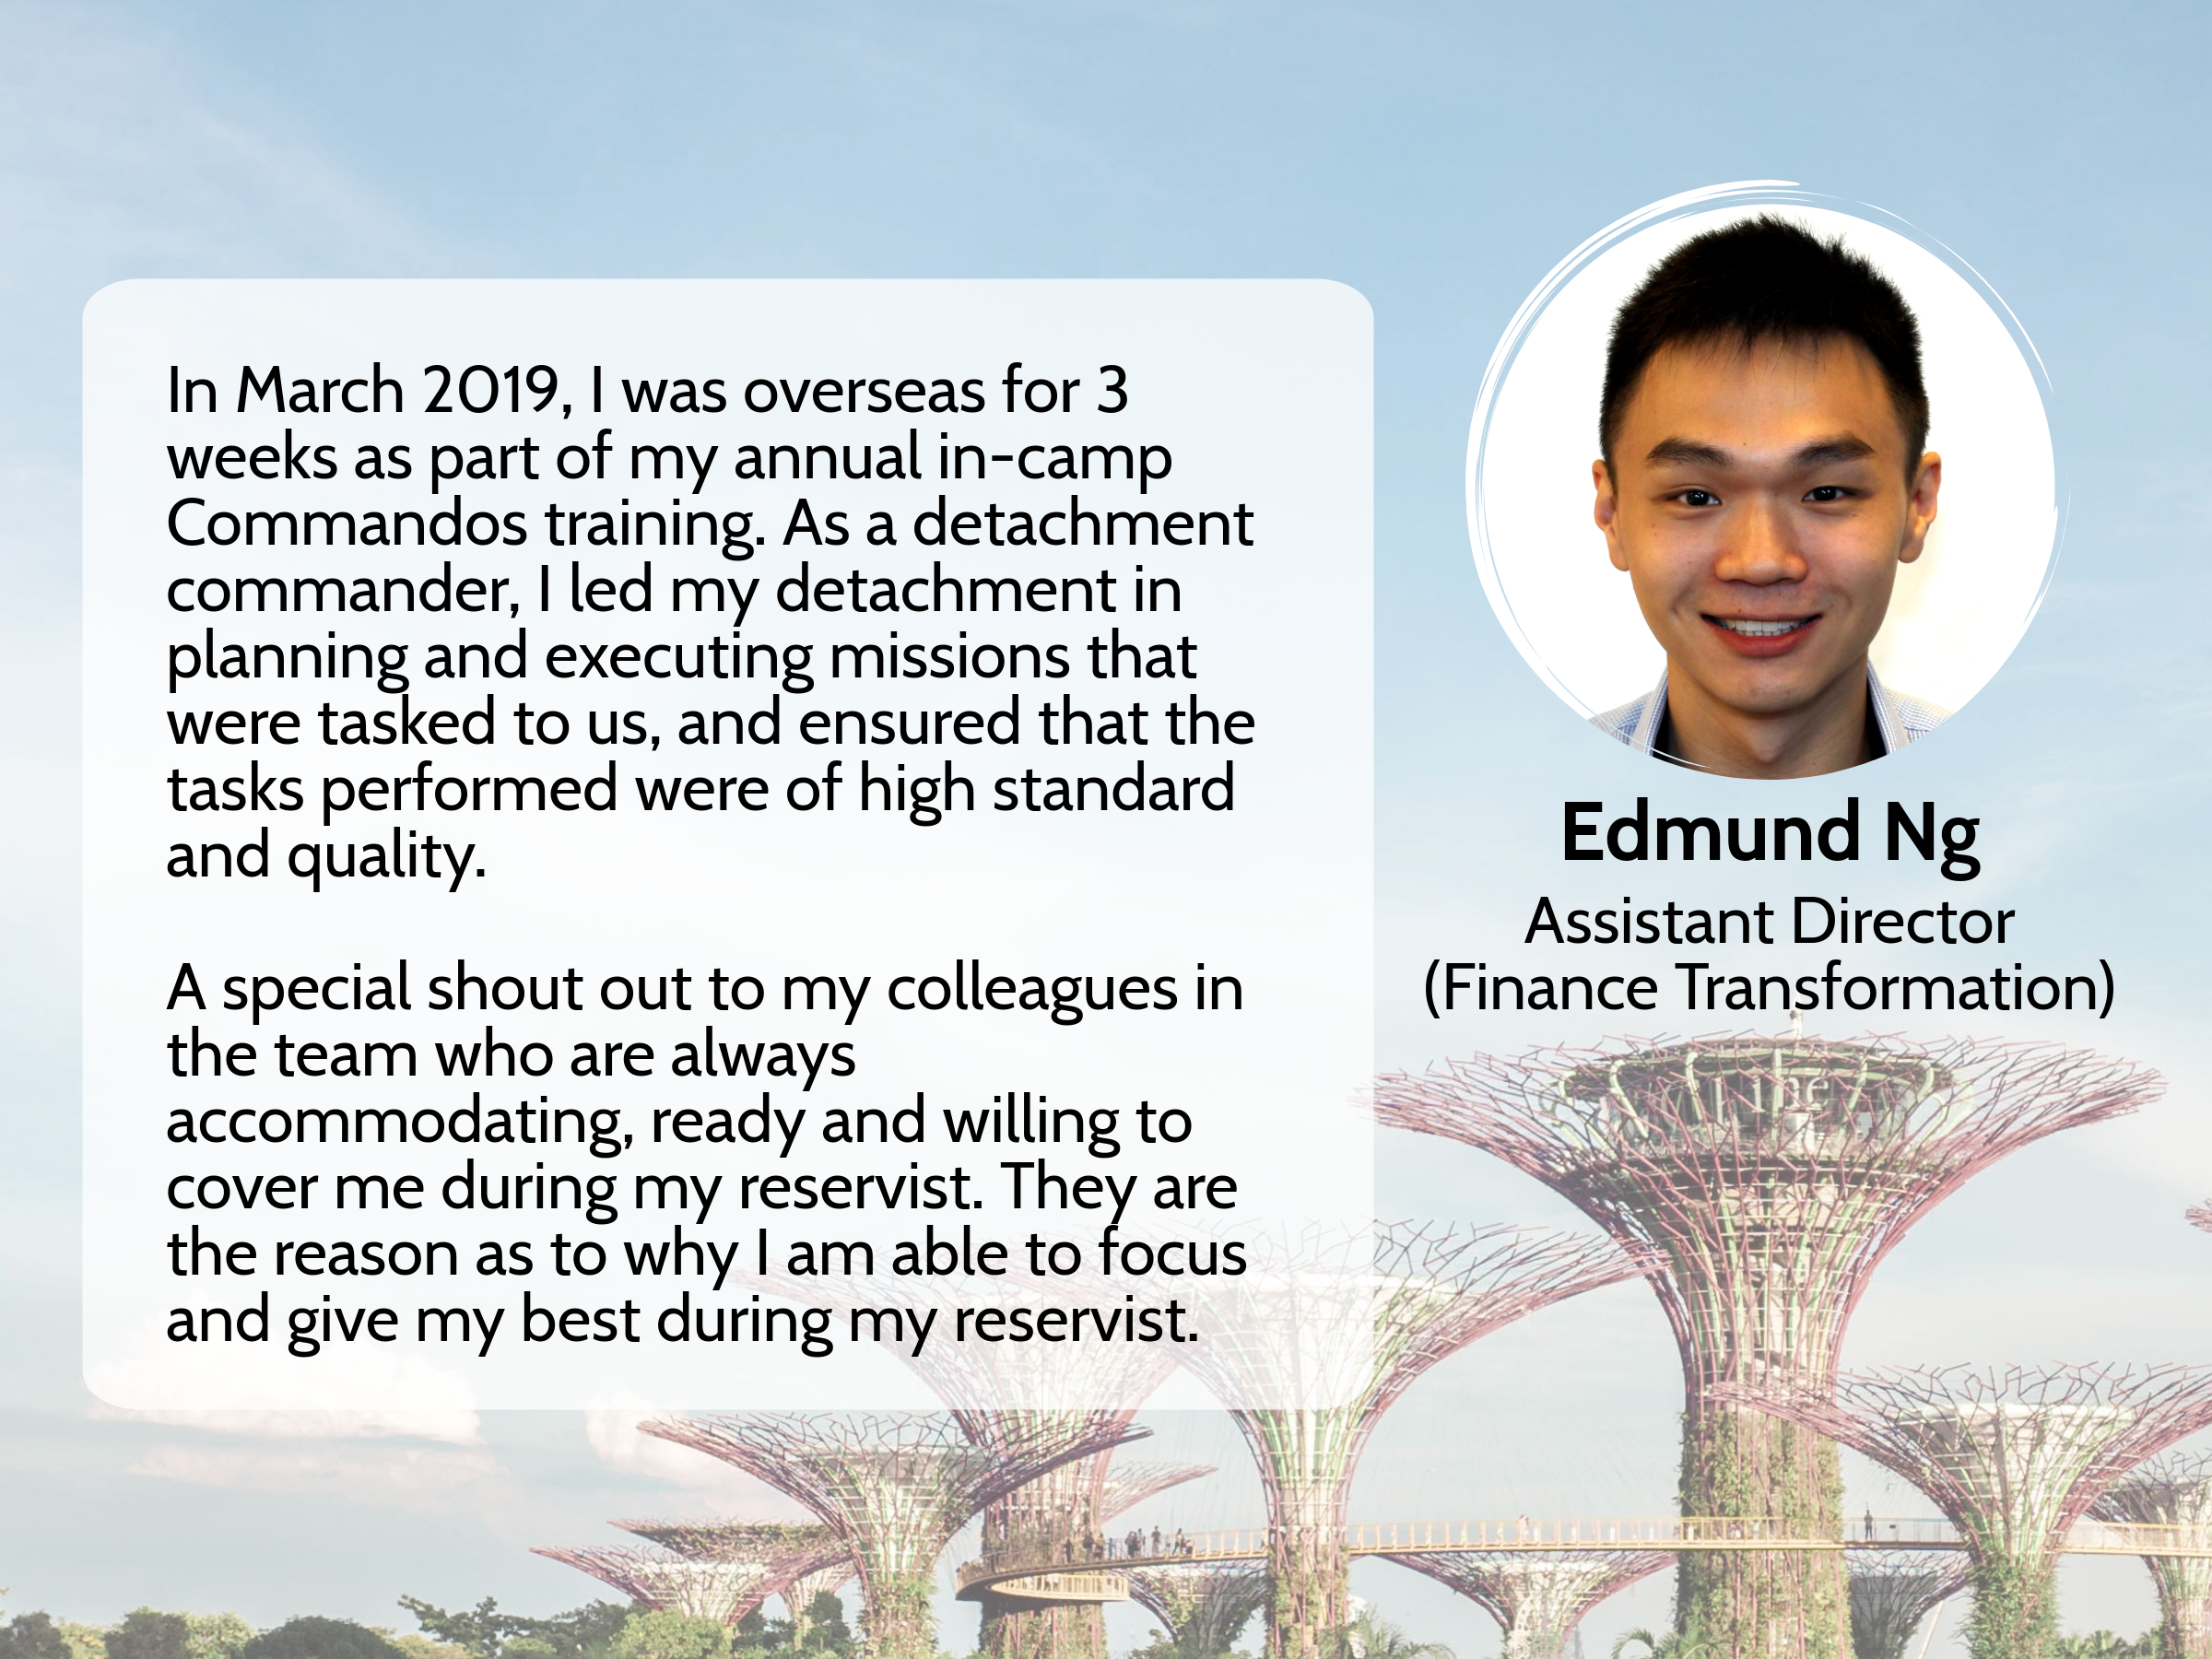 In March 2019, I was overseas for 3
weeks as part of my annual in-camp
Commandos training. As a detachment
commander, I led my detachment in
planning and executing missions that
were tasked to us, and ensured that the
tasks performed were of high standard
and quality.
A special shout out to my colleagues in
the team who are always
accommodating, ready and willing to
cover me during my reservist. They are
the reason as to why I am able to focus
and give my best during my reservist.
Edmund Ng
Assistant Director
(Finance Transformation)